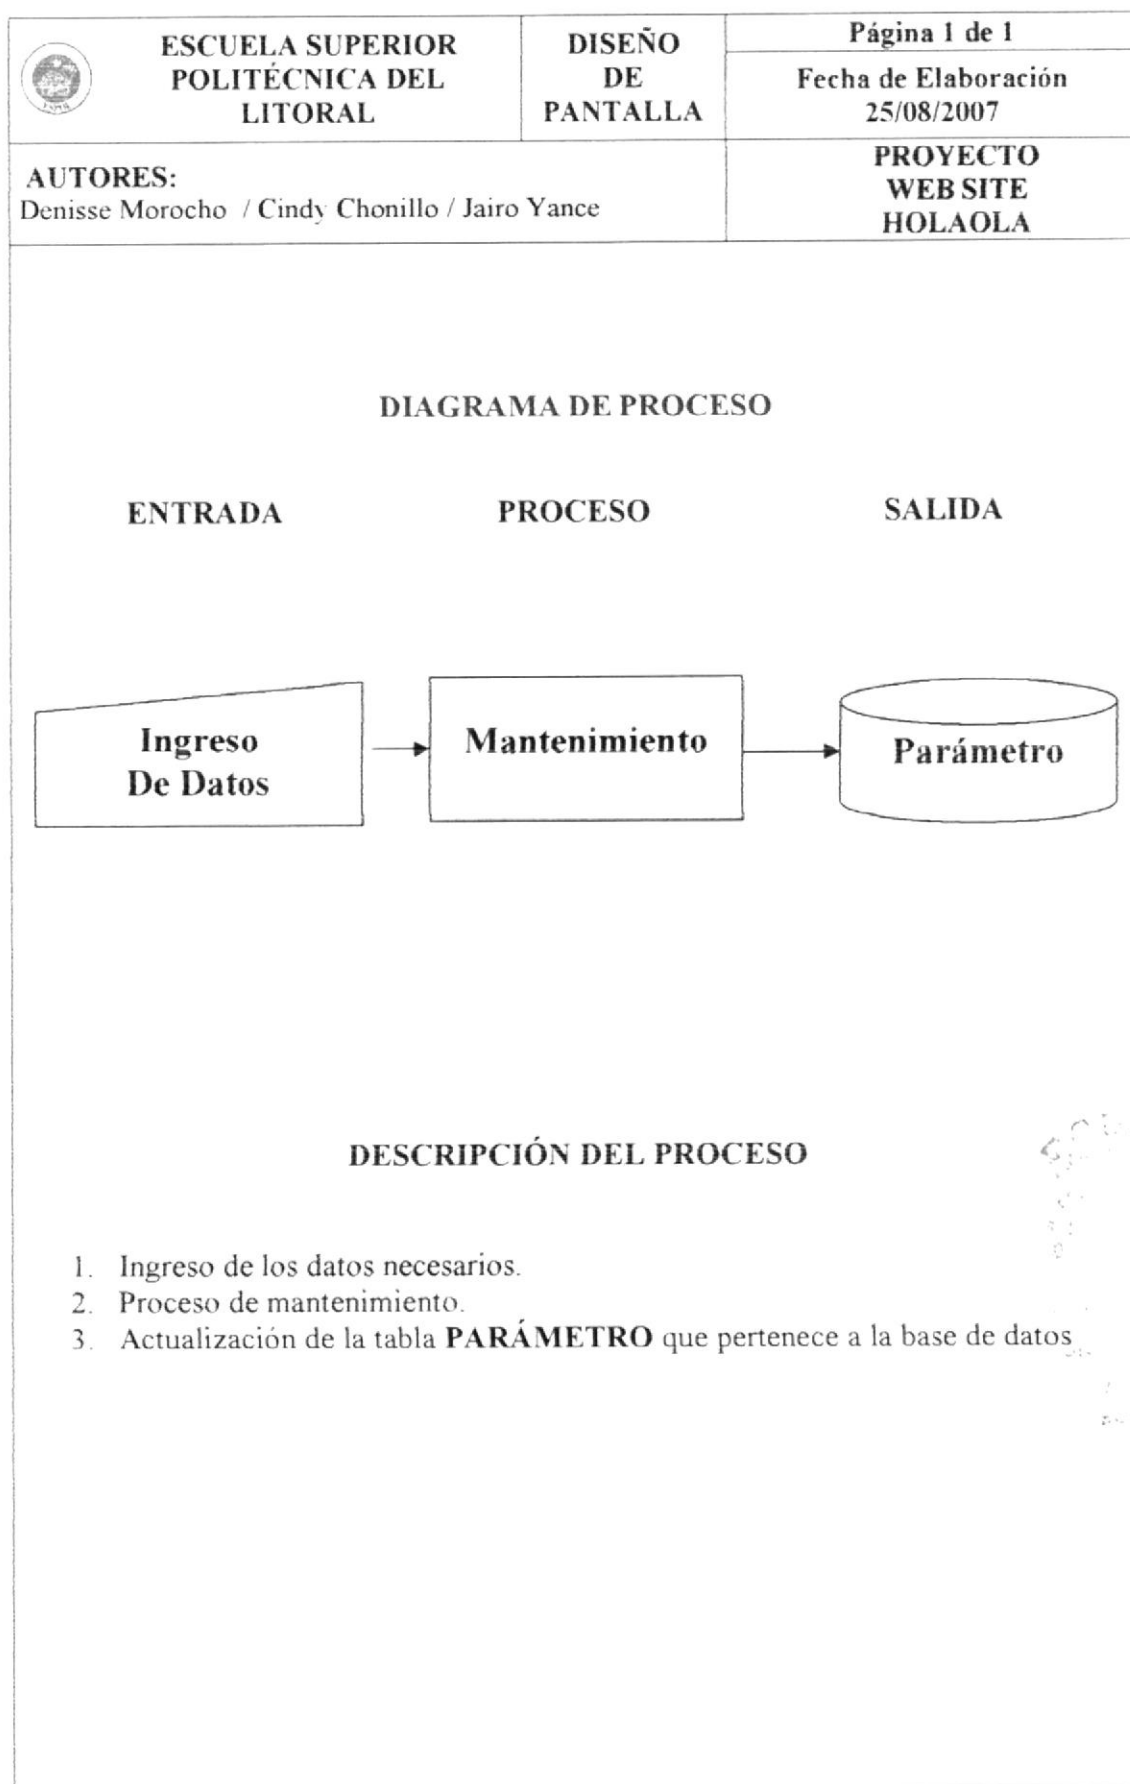 ESCUELA SUPERIOR
POLITÉCNICA DEL
LITORAL
DISEÑO
DE
PANTALLA
Página 1 de 1
Fecha de Elaboración
25/08/2007
AUTORES:
Denisse Morocho / Cindy Chonillo / Jairo Yance
PROYECTO
WEB SITE
HOLAOLA
DIAGRAMA DE PROCESO
ENTRADA PROCESO SALIDA
Ingreso
De Datos
Mantenimiento
Parámetro
DESCRIPCIÓN DEL PROCESO
1. Ingreso de los datos necesarios.
2. Proceso de mantenimiento.
3. Actualización de la tabla PARÁMETRO que pertenece a la base de datos